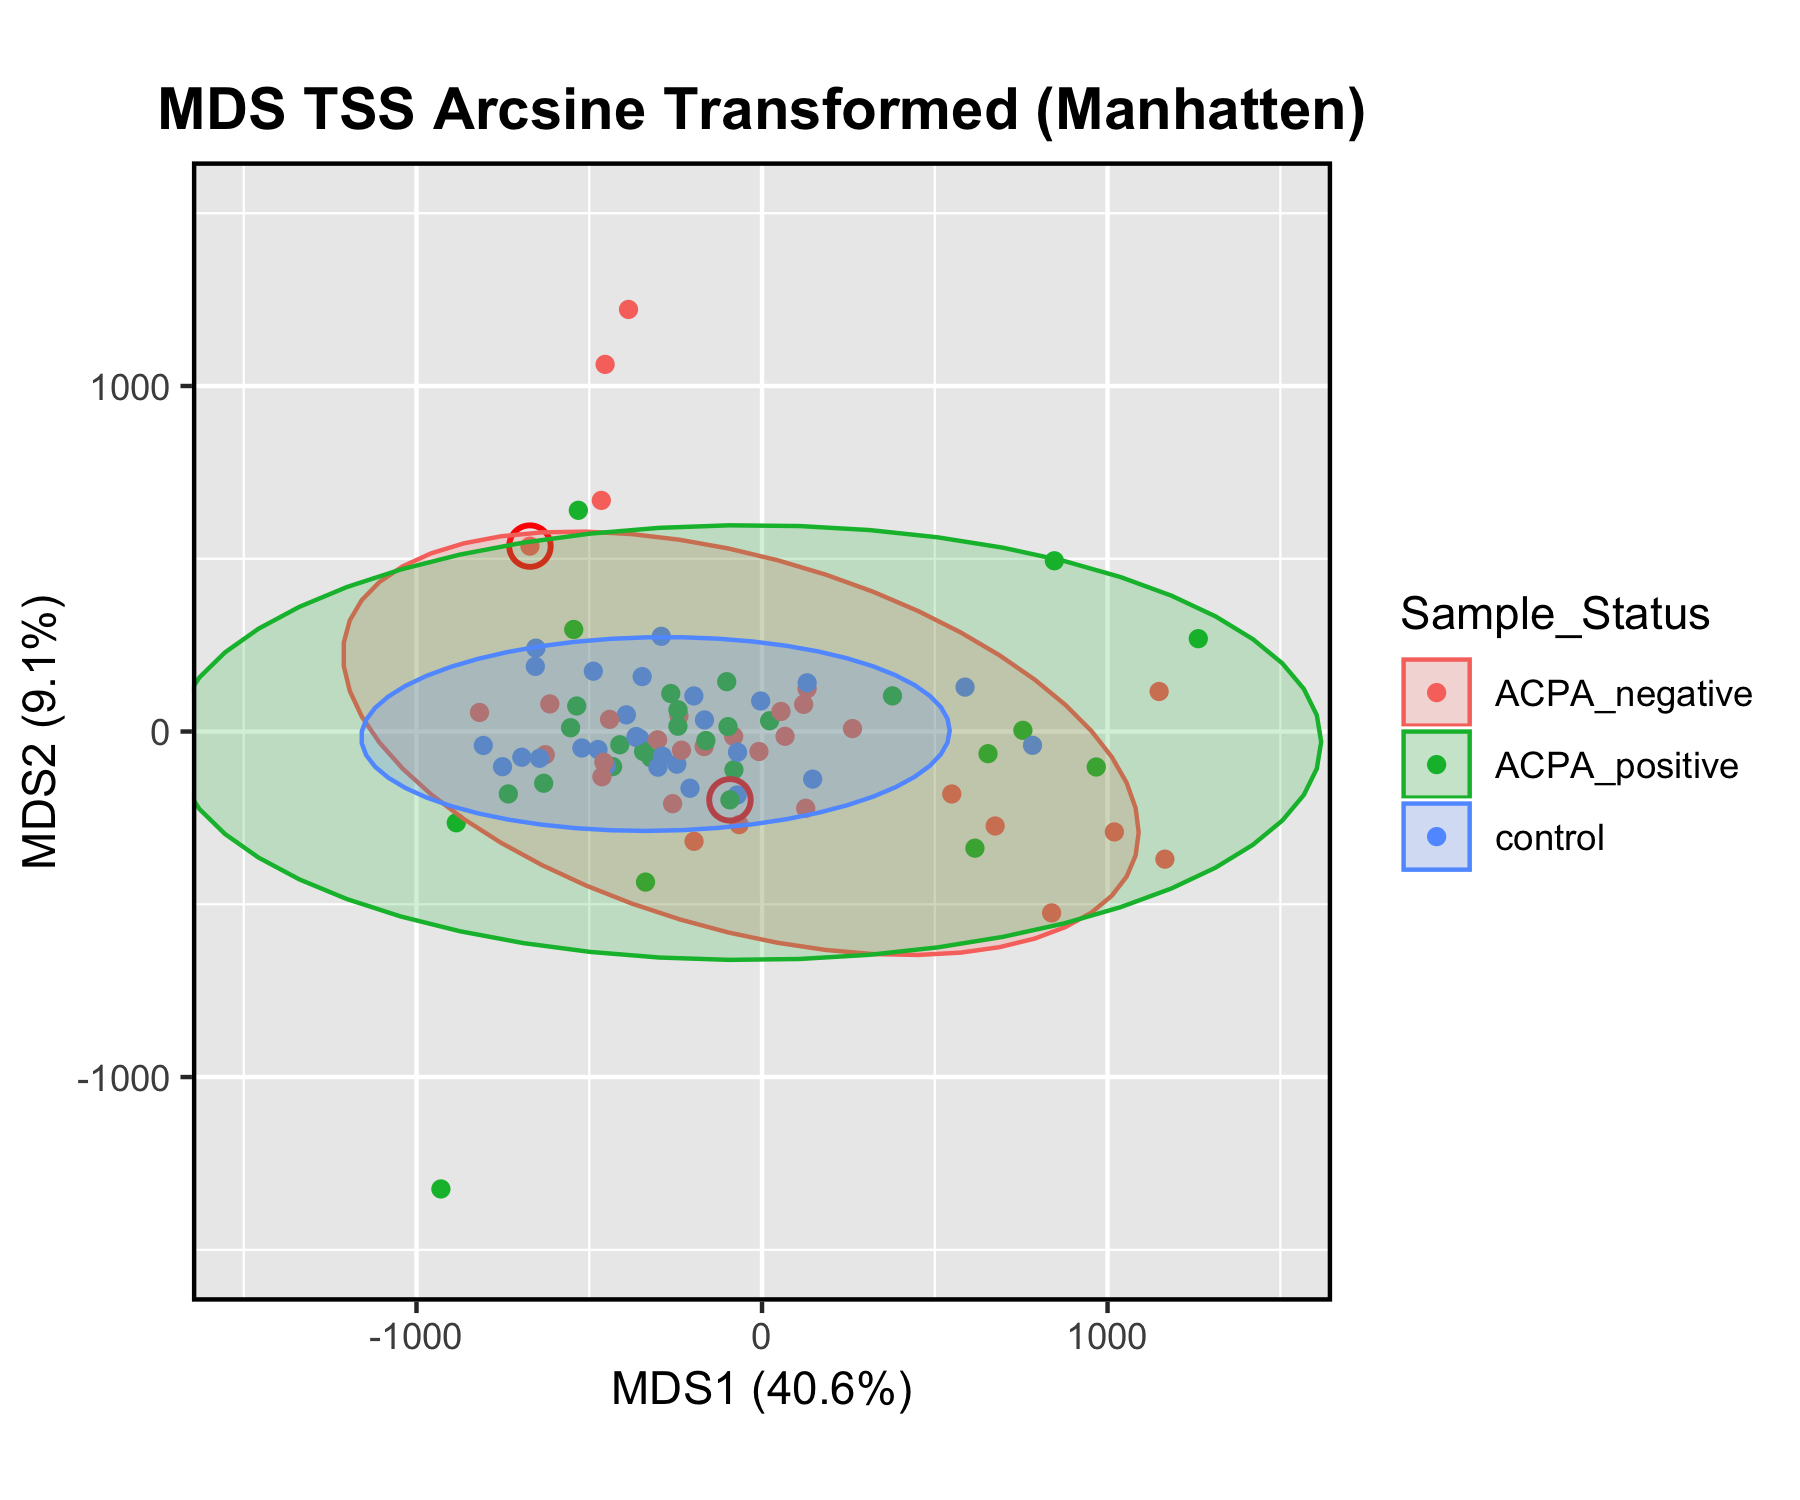 MDS TSS Arcsine Transformed (Manhatten)
MDS2 (9.1%)
1000
0
-1000
-1000
0
1000
MDS1 (40.6%)
Sample_Status
ACPA_negative
ACPA_positive
control